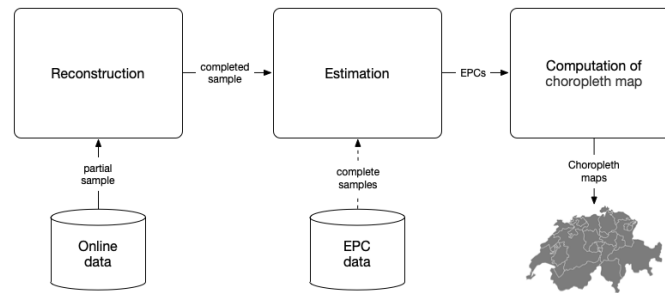 Reconstruction
completed
sample
Estimation
EPCs
Computation of
choropleth map
partial
sample
complete
samples
Choropleth
maps
Online
data
EPC
data